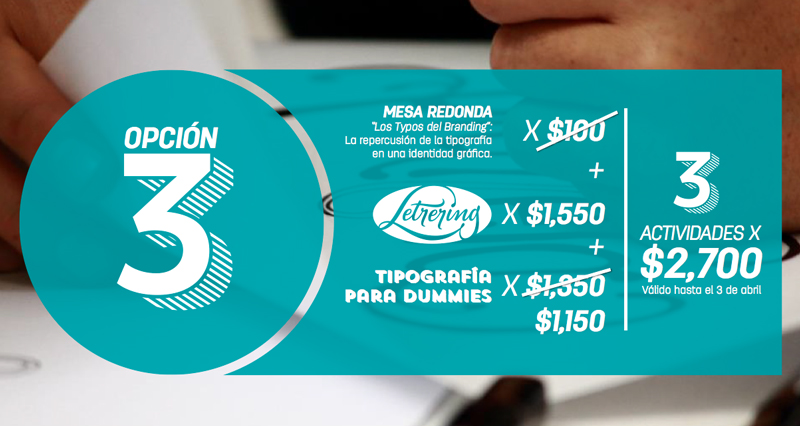 OPCIÓN
3
MESA REDONDA
"Los Typos del Branding":
La repercusión de la tipografía
en una identidad gráfica.
X $100
+
Letrering
X $1,550
+
TIPOGRAFÍA
PARA DUMMIES
X $1,350
$1,150
3
ACTIVIDADES X
$2,700
Válido hasta el 3 de abril